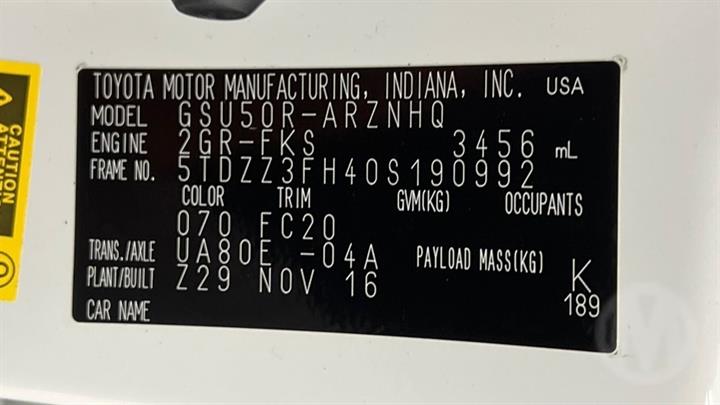 TOYOTA MOTOR MANUFACTURING, INDIANA, INC. USA
MODEL GSU50R-ARZNHQ
ENGINE 2GR-FKS 3456 mL
FRAME NO. 5TDZZ3FH40S190992
COLOR TRIM GVM(KG) OCCUPANTS
070 FC20
TRANS./AXLE UA80E -04A PAYLOAD MASS(KG)
PLANT/BUILT Z29 NOV 16 K
CAR NAME 189
CAUTION
M